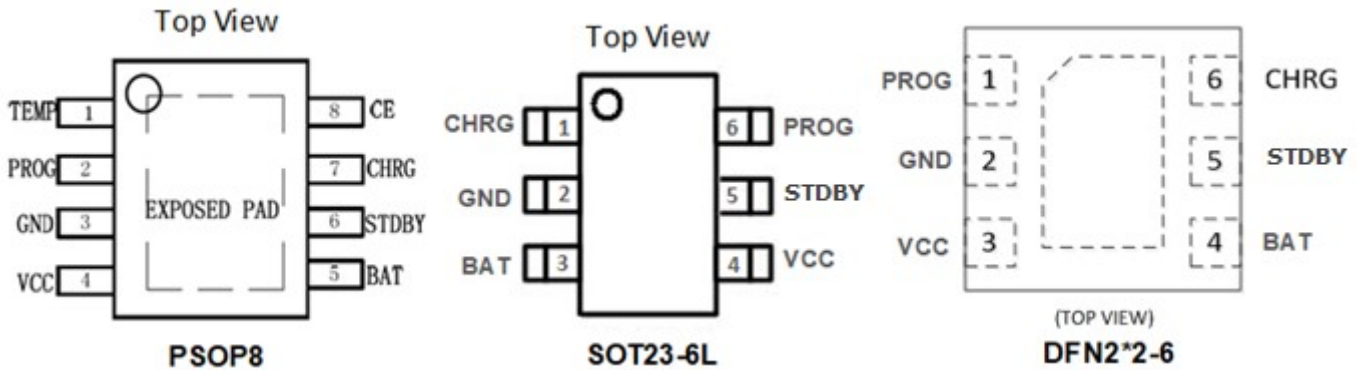 Top View
TEMP 1 8 CE
PROG 2 7 CHRG
EXPOSED PAD
GND 3 6 STDBY
VCC 4 5 BAT
PSOP8
Top View
CHRG 1 6 PROG
GND 2 5 STDBY
BAT 3 4 VCC
SOT23-6L
PROG 1 6 CHRG
GND 2 5 STDBY
VCC 3 4 BAT
(TOP VIEW)
DFN2*2-6